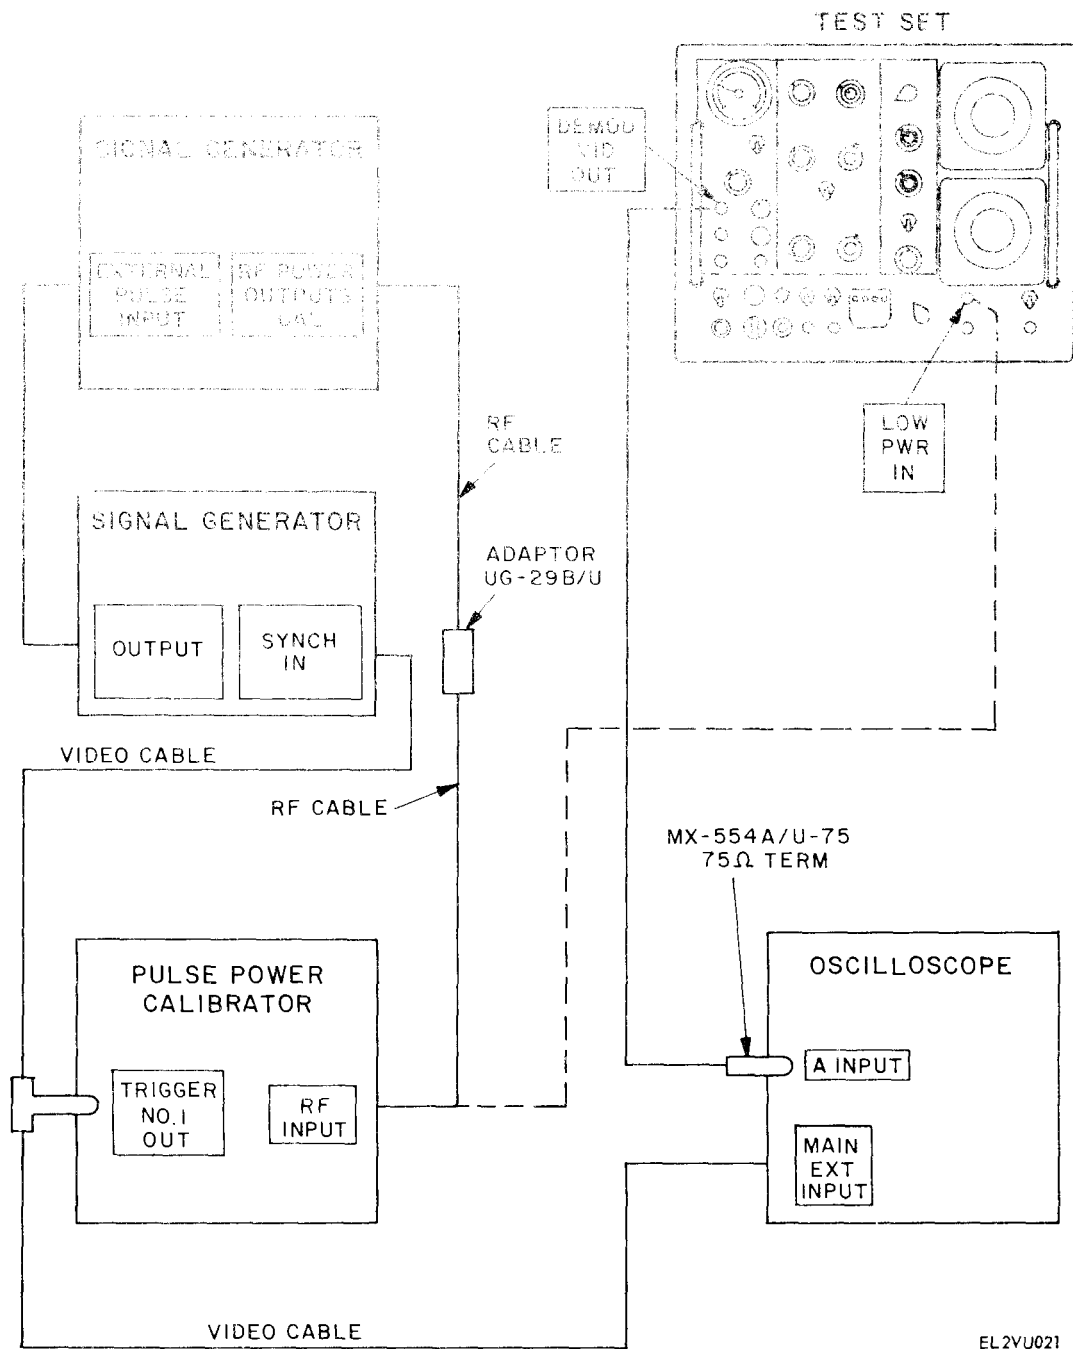 TEST SET
DEMOD
VID
OUT
SIGNAL GENERATOR
EXTERNAL
PULSE
INPUT
RF POWER
OUTPUTS
CAL
LOW
PWR
IN
RF
CABLE
SIGNAL GENERATOR
OUTPUT
SYNCH
IN
ADAPTOR
UG-29B/U
VIDEO CABLE
RF CABLE
MX-554A/U-75
75Ω TERM
PULSE POWER
CALIBRATOR
TRIGGER
NO.1
OUT
RF
INPUT
OSCILLOSCOPE
A INPUT
MAIN
EXT
INPUT
VIDEO CABLE
EL2VU021